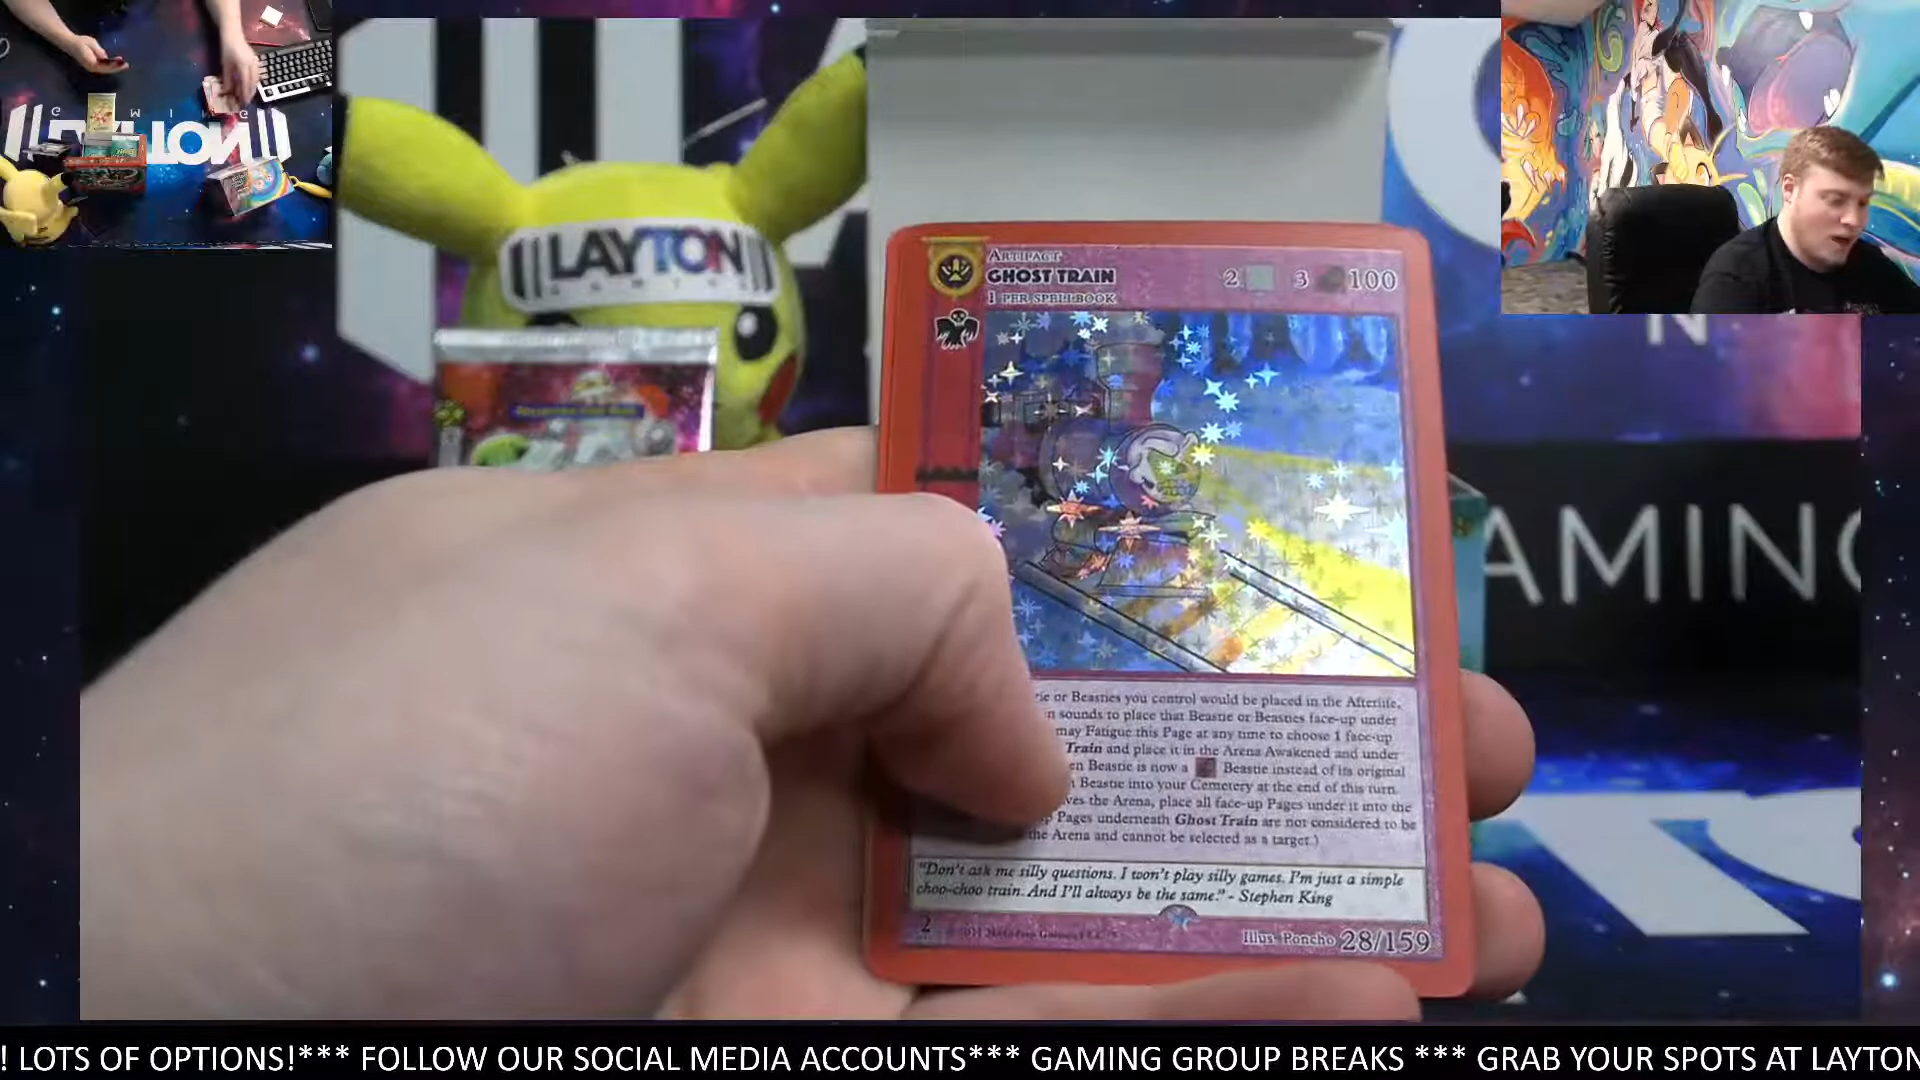 LAYTON
GAMING
ARTIFACT
GHOST TRAIN
1 PER SPELLBOOK
2 3 100
or Beasties you control would be placed in the Afterlife,
sounds to place that Beastie or Beasties face-up under
may Fatigue this Page at any time to choose 1 face-up
Train and place it in the Arena Awakened and under
Beastie is now a Beastie instead of its original
Beastie into your Cemetery at the end of this turn.
the Arena, place all face-up Pages under it into the
Pages underneath Ghost Train are not considered to be
the Arena and cannot be selected as a target.)
"Don't ask me silly questions. I won't play silly games. I'm just a simple
choo-choo train. And I'll always be the same." - Stephen King
2
Illus. Poncho 28/159
AMING
! LOTS OF OPTIONS!*** FOLLOW OUR SOCIAL MEDIA ACCOUNTS*** GAMING GROUP BREAKS *** GRAB YOUR SPOTS AT LAYTON